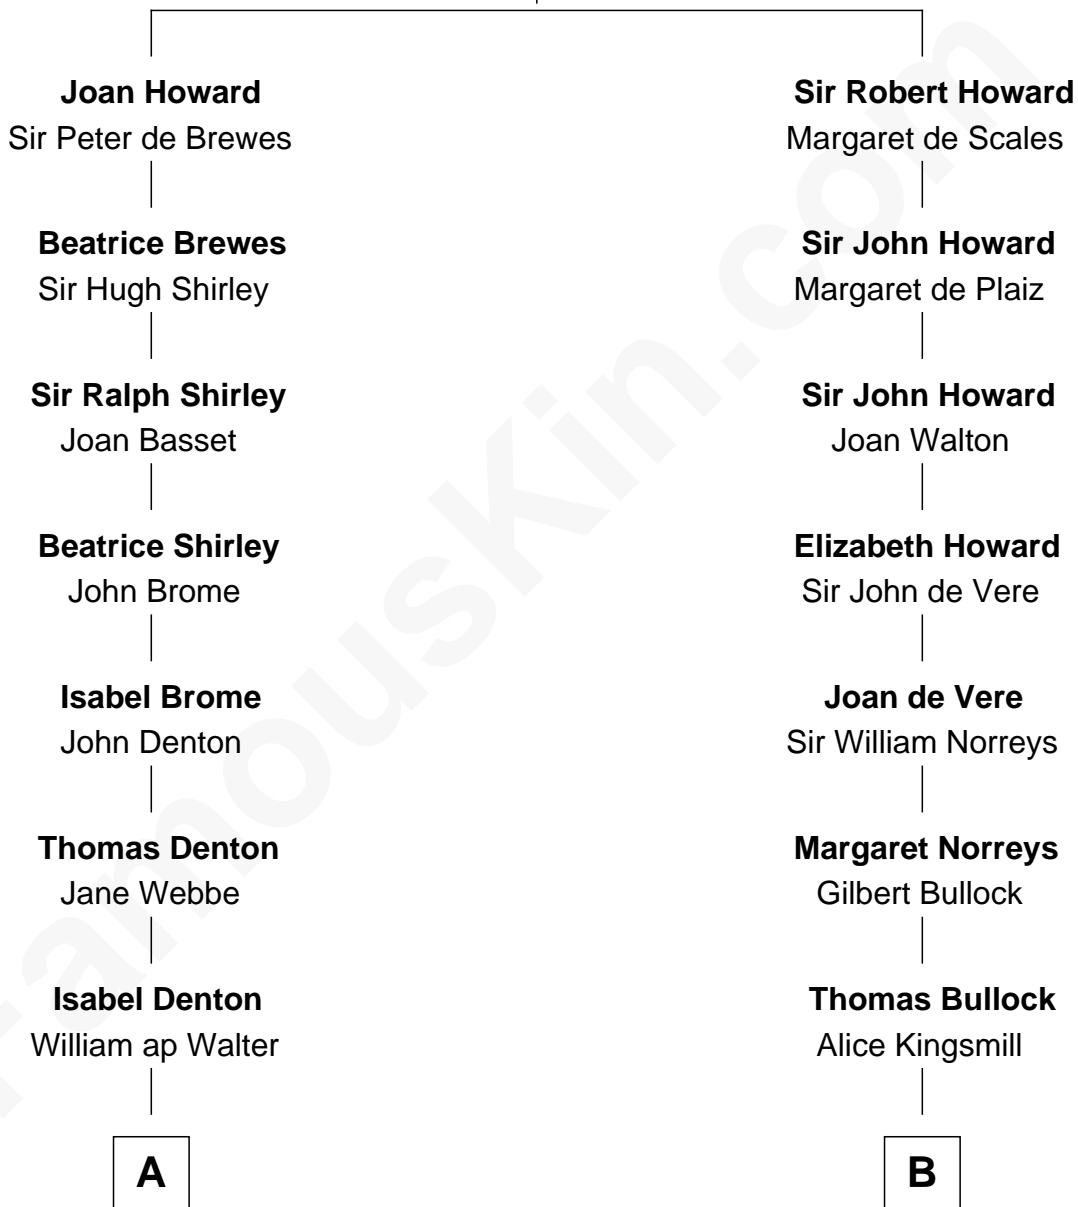 Joan Howard
Sir Peter de Brewes
Beatrice Brewes
Sir Hugh Shirley
Sir Ralph Shirley
Joan Basset
Beatrice Shirley
John Brome
Isabel Brome
John Denton
Thomas Denton
Jane Webbe
Isabel Denton
William ap Walter
A
Sir Robert Howard
Margaret de Scales
Sir John Howard
Margaret de Plaiz
Sir John Howard
Joan Walton
Elizabeth Howard
Sir John de Vere
Joan de Vere
Sir William Norreys
Margaret Norreys
Gilbert Bullock
Thomas Bullock
Alice Kingsmill
B
FamousKin.com